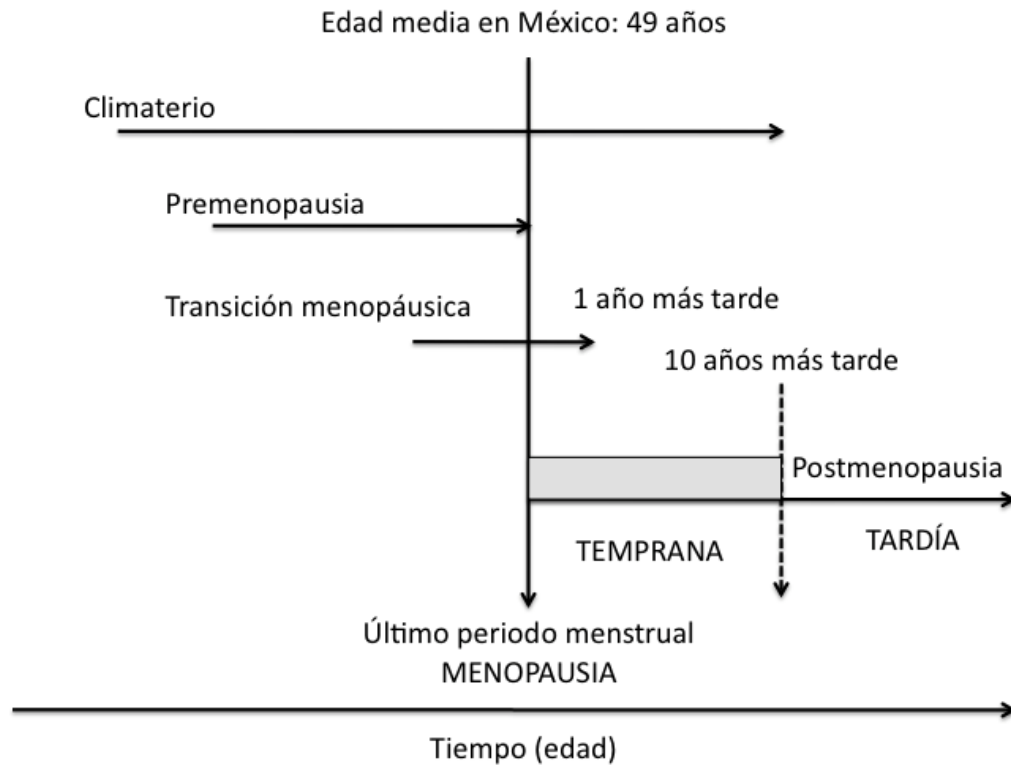 Edad media en México: 49 años
Climaterio
Premenopausia
Transición menopáusica
1 año más tarde
10 años más tarde
Postmenopausia
TEMPRANA
TARDÍA
Último periodo menstrual
MENOPAUSIA
Tiempo (edad)